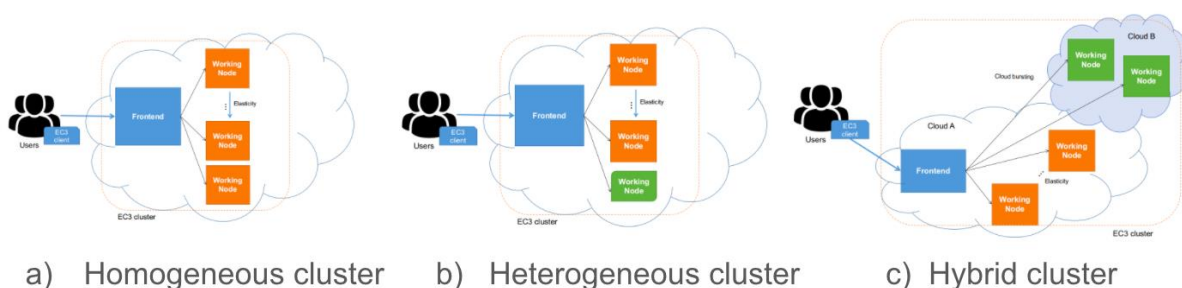 Working
Node
Elasticity
Frontend
Working
Node
EC3
client
Users
Working
Node
EC3 cluster
a) Homogeneous cluster
Working
Node
Elasticity
Frontend
Working
Node
EC3
client
Users
Working
Node
EC3 cluster
b) Heterogeneous cluster
Cloud B
Working
Node
Working
Node
Cloud bursing
Cloud A
EC3
client
Users
Working
Node
Frontend
Elasticity
Working
Node
EC3 cluster
c) Hybrid cluster